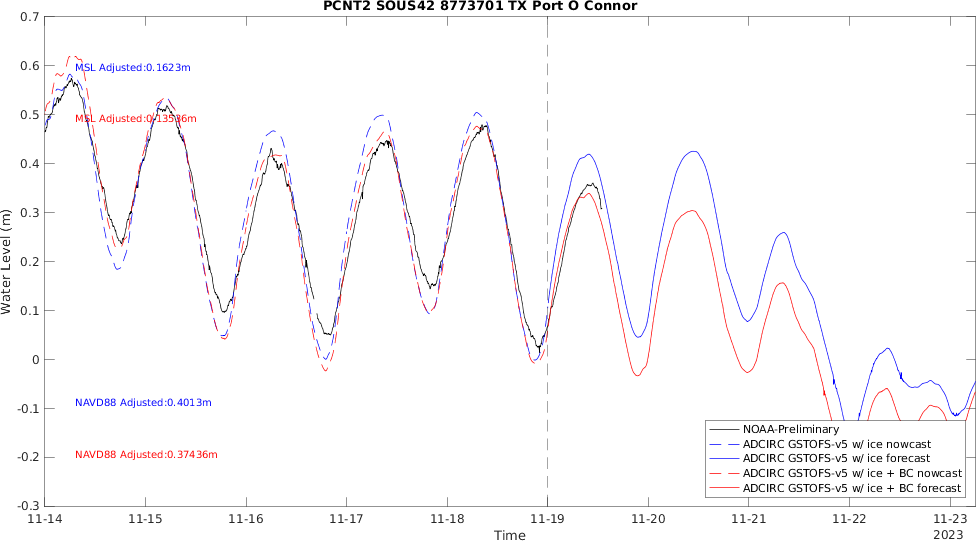 PCNT2 SOUS42 8773701 TX Port O Connor
0.7
0.6
0.5
0.4
0.3
0.2
0.1
0
-0.1
-0.2
-0.3
Water Level (m)
MSL Adjusted:0.1623m
MSL Adjusted:0.13536m
NAVD88 Adjusted:0.4013m
NAVD88 Adjusted:0.37436m
NOAA-Preliminary
ADCIRC GSTOFS-v5 w/ ice nowcast
ADCIRC GSTOFS-v5 w/ ice forecast
ADCIRC GSTOFS-v5 w/ ice + BC nowcast
ADCIRC GSTOFS-v5 w/ ice + BC forecast
11-14 11-15 11-16 11-17 11-18 11-19 11-20 11-21 11-22 11-23
2023
Time